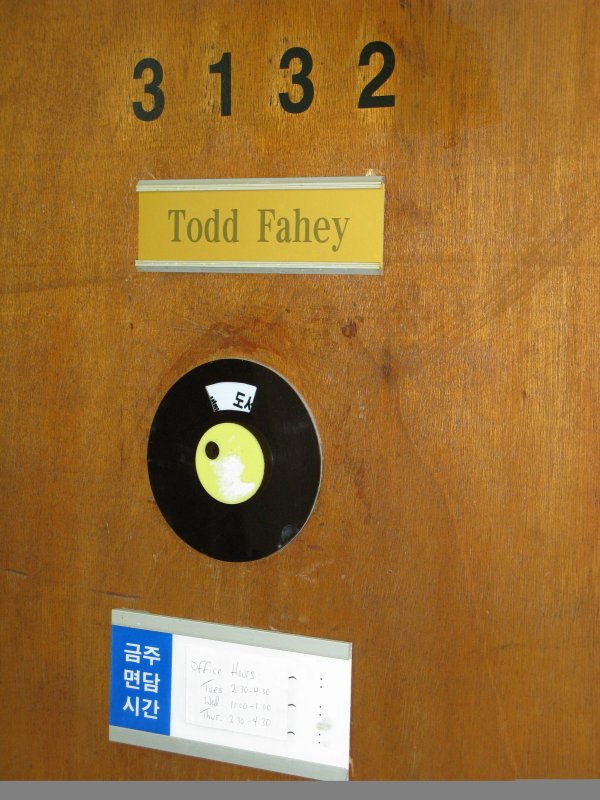 3132
Todd Fahey
도서
금주
면담
시간
Office Hours
Tues 2:30-4:30
Wed 11:00-1:00
Thur. 2:30-4:30